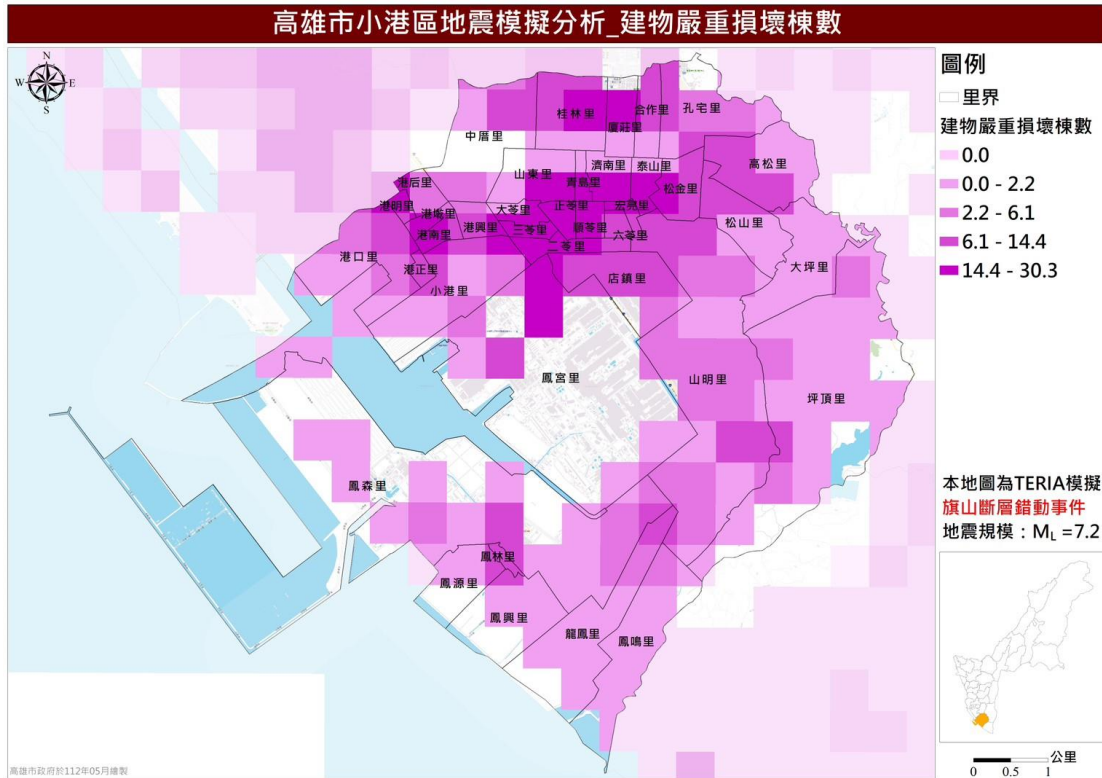 高雄市小港區地震模擬分析_建物嚴重損壞棟數
N
W
E
S
圖例
里界
建物嚴重損壞棟數
0.0
0.0 - 2.2
2.2 - 6.1
6.1 - 14.4
14.4 - 30.3
桂林里
合作里
孔宅里
廈莊里
中厝里
濟南里
泰山里
高松里
山東里
青島里
松金里
港后里
港明里
港墘里
大苓里
正苓里
宏亮里
松山里
港南里
港興里
三苓里
順苓里
六苓里
二苓里
港口里
港正里
店鎮里
大坪里
小港里
鳳宮里
山明里
坪頂里
鳳森里
鳳林里
鳳源里
鳳興里
龍鳳里
鳳鳴里
本地圖為TERIA模擬
旗山斷層錯動事件
地震規模：M_L =7.2
公里
0 0.5 1
高雄市政府於112年05月繪製